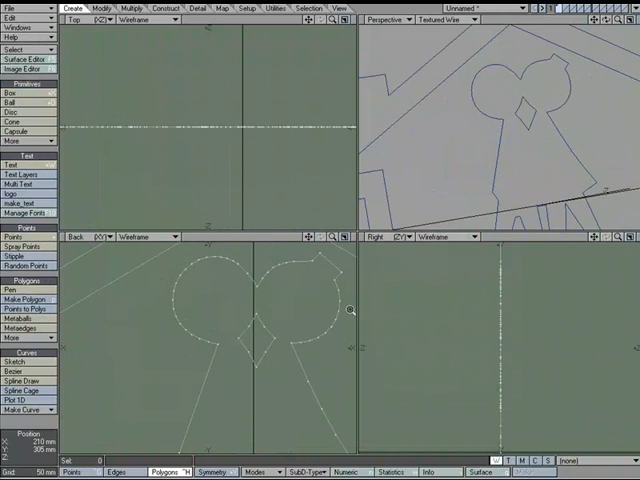 File Create Modify Multiply Construct Detail Map Setup Utilities Selection View Unnamed * 1
Edit Top (XZ) Wireframe Perspective Textured Wire
Windows
Help
Select
Surface Editor
Image Editor
Primitives
Box
Ball
Disc
Cone
Capsule
More
Text
Text
Text Layers
Multi Text
logo
make_text
Manage Fonts
Points
Points Back (XY) Wireframe Right (ZY) Wireframe
Spray Points
Stipple
Random Points
Polygons
Pen
Make Polygon
Points to Polys
Metaballs
Metaedges
More
Curves
Sketch
Bezier
Spline Draw
Spline Cage
Plot 1D
Make Curve
Position
X: 210 mm
Y: 305 mm
Z:
Sel: 0 W T M C S (none)
Grid: 50 mm Points Edges Polygons ^H Symmetry Modes SubD-Type Numeric Statistics Info Surface